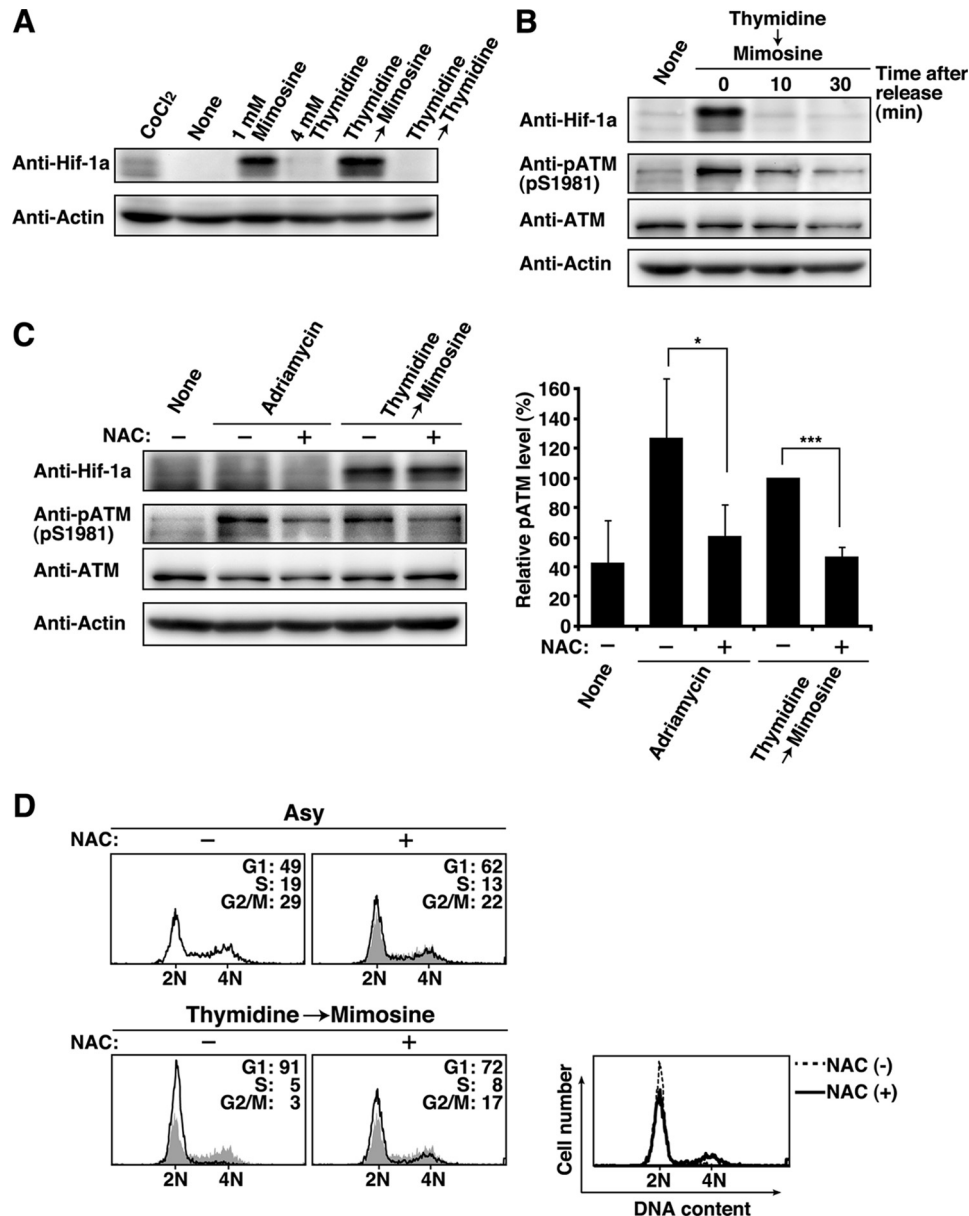 A
CoCl2
None
1 mM Mimosine
4 mM Thymidine
Thymidine → Mimosine
Thymidine → Thymidine
Anti-Hif-1a
Anti-Actin
B
Thymidine
↓
Mimosine
None
0 10 30
Time after release (min)
Anti-Hif-1a
Anti-pATM
(pS1981)
Anti-ATM
Anti-Actin
C
None
Adriamycin
Thymidine → Mimosine
NAC: − − + − +
Anti-Hif-1a
Anti-pATM
(pS1981)
Anti-ATM
Anti-Actin
Relative pATM level (%)
160
140
120
100
80
60
40
20
0
*
***
NAC: − − + − +
None
Adriamycin
Thymidine → Mimosine
D
Asy
NAC: − +
G1: 49
S: 19
G2/M: 29
2N 4N
G1: 62
S: 13
G2/M: 22
2N 4N
Thymidine → Mimosine
NAC: − +
G1: 91
S: 5
G2/M: 3
2N 4N
G1: 72
S: 8
G2/M: 17
2N 4N
Cell number
NAC (-)
NAC (+)
2N 4N
DNA content